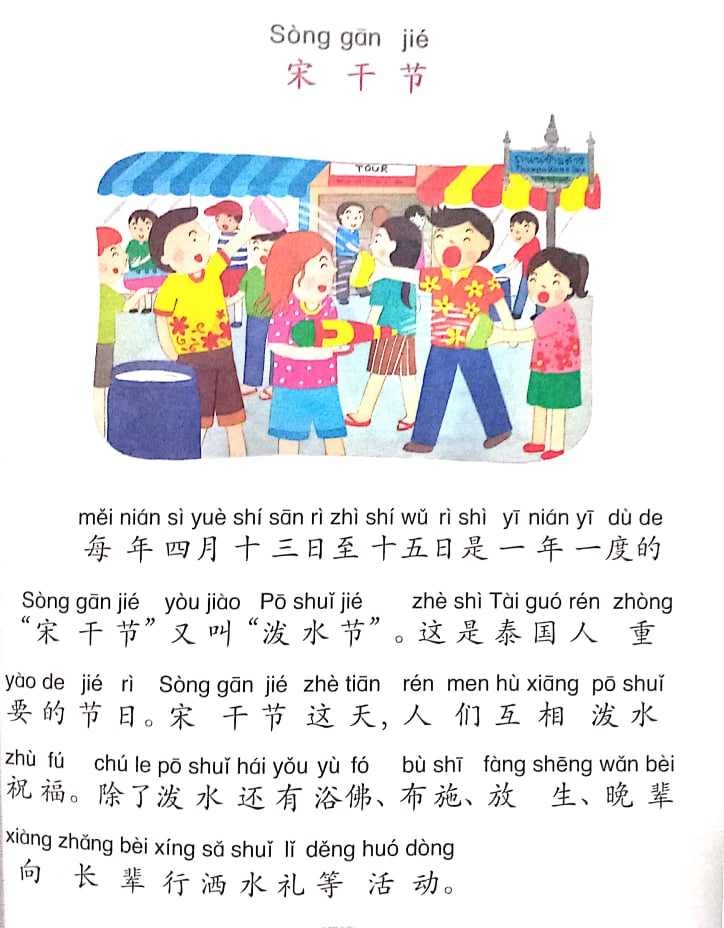 Sòng gān jié
宋干节
TOUR
měi nián sì yuè shí sān rì zhì shí wǔ rì shì yī nián yī dù de
每年四月十三日至十五日是一年一度的
Sòng gān jié yòu jiào Pō shuǐ jié zhè shì Tài guó rén zhòng
“宋干节”又叫“泼水节”。这是泰国人重
yào de jié rì Sòng gān jié zhè tiān rén men hù xiāng pō shuǐ
要的节日。宋干节这天,人们互相泼水
zhù fú chú le pō shuǐ hái yǒu yù fó bù shī fàng shēng wǎn bèi
祝福。除了泼水还有浴佛、布施、放生、晚辈
xiàng zhǎng bèi xíng sǎ shuǐ lǐ děng huó dòng
向长辈行洒水礼等活动。